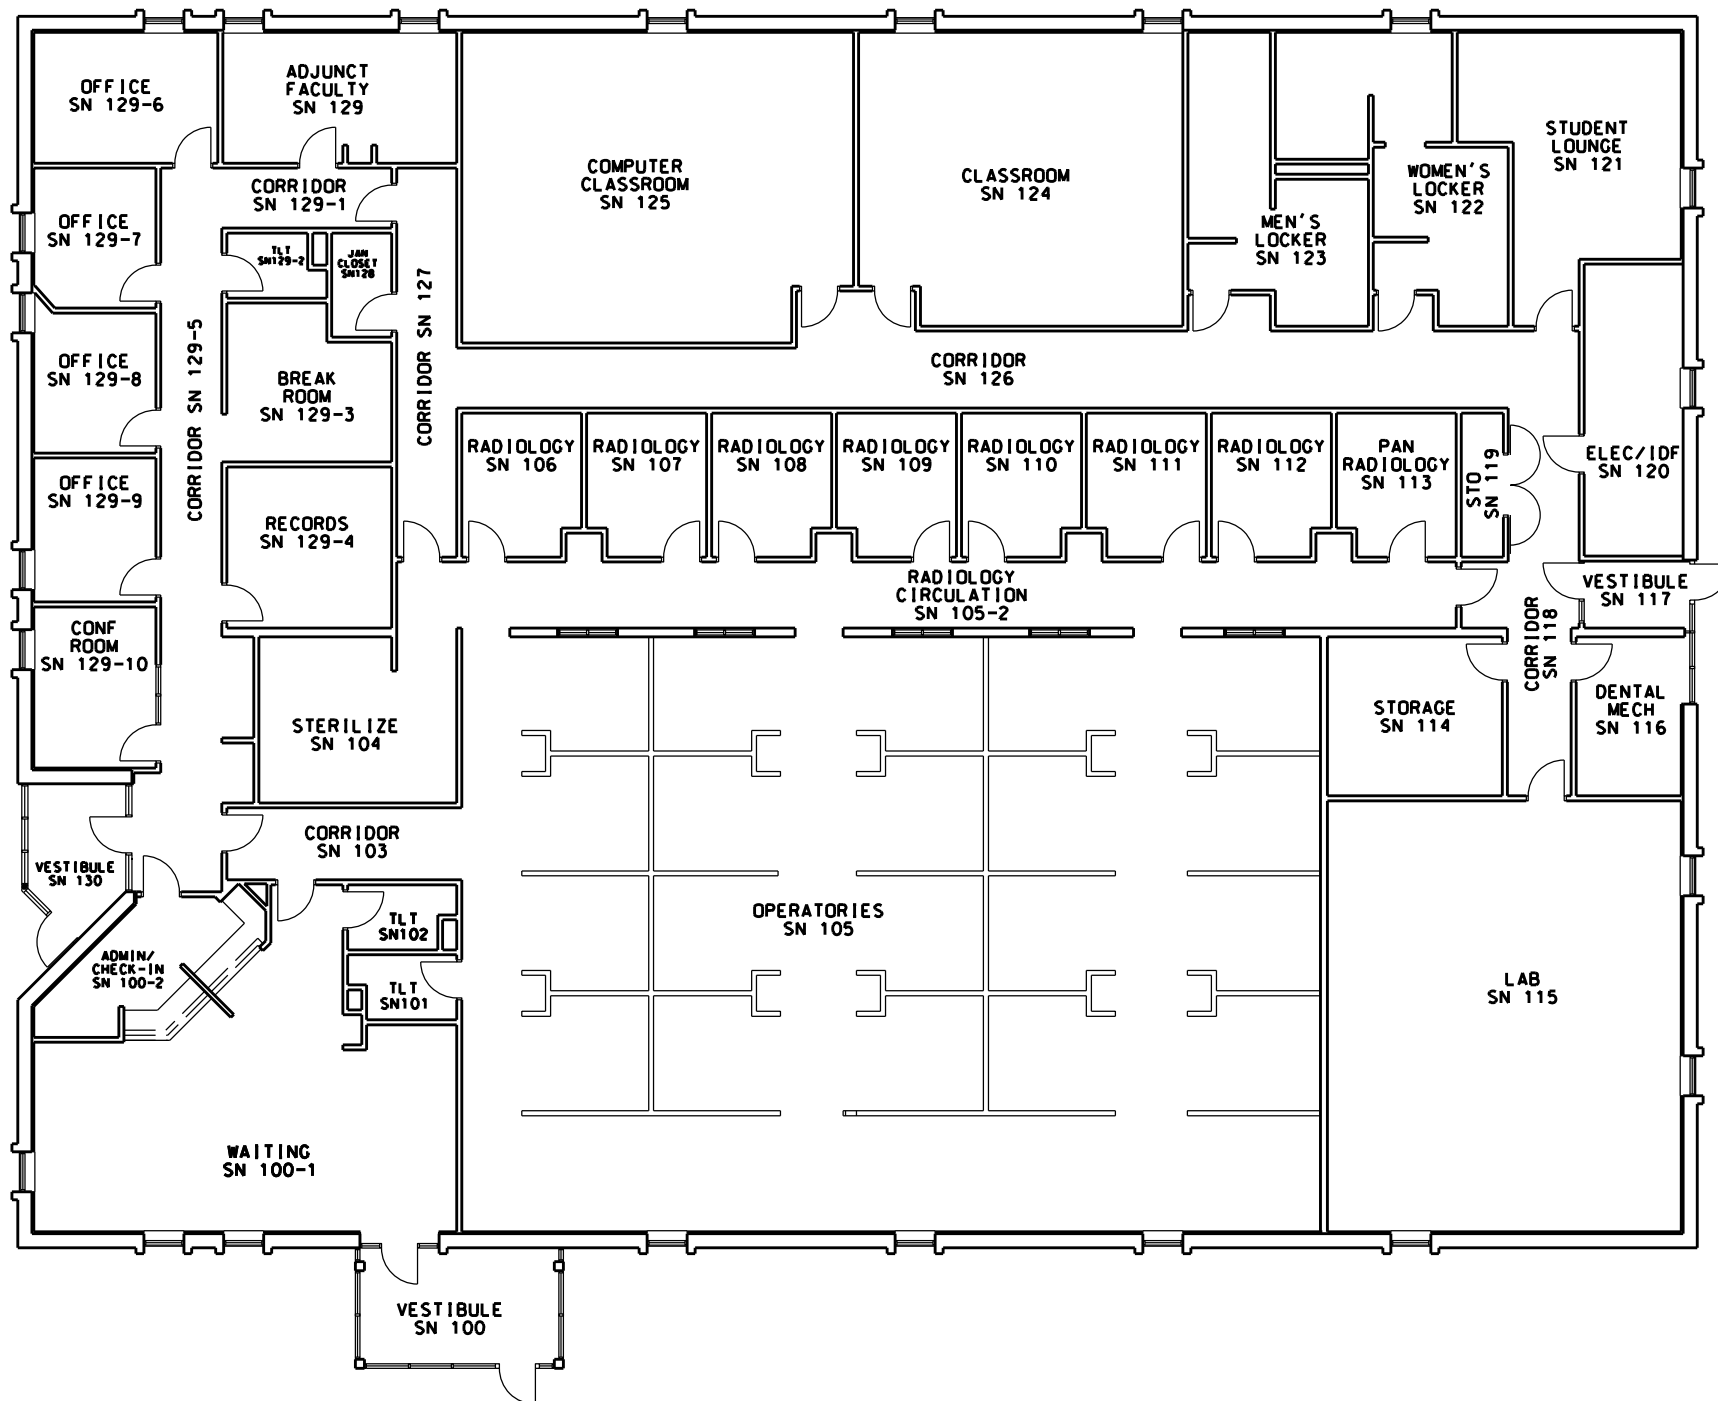 OFFICE
SN 129-6
ADJUNCT
FACULTY
SN 129
COMPUTER
CLASSROOM
SN 125
CLASSROOM
SN 124
MEN'S
LOCKER
SN 123
WOMEN'S
LOCKER
SN 122
STUDENT
LOUNGE
SN 121
CORRIDOR
SN 129-1
OFFICE
SN 129-7
TLT
SN129-2
JAN
CLOSET
SN128
CORRIDOR SN 127
CORRIDOR SN 129-5
OFFICE
SN 129-8
BREAK
ROOM
SN 129-3
CORRIDOR
SN 126
RADIOLOGY
SN 106
RADIOLOGY
SN 107
RADIOLOGY
SN 108
RADIOLOGY
SN 109
RADIOLOGY
SN 110
RADIOLOGY
SN 111
RADIOLOGY
SN 112
PAN
RADIOLOGY
SN 113
STO
SN 119
ELEC/IDF
SN 120
OFFICE
SN 129-9
RECORDS
SN 129-4
RADIOLOGY
CIRCULATION
SN 105-2
VESTIBULE
SN 117
CORRIDOR
SN 118
CONF
ROOM
SN 129-10
STERILIZE
SN 104
STORAGE
SN 114
DENTAL
MECH
SN 116
CORRIDOR
SN 103
VESTIBULE
SN 130
TLT
SN102
OPERATORIES
SN 105
ADMIN/
CHECK-IN
SN 100-2
TLT
SN101
LAB
SN 115
WAITING
SN 100-1
VESTIBULE
SN 100